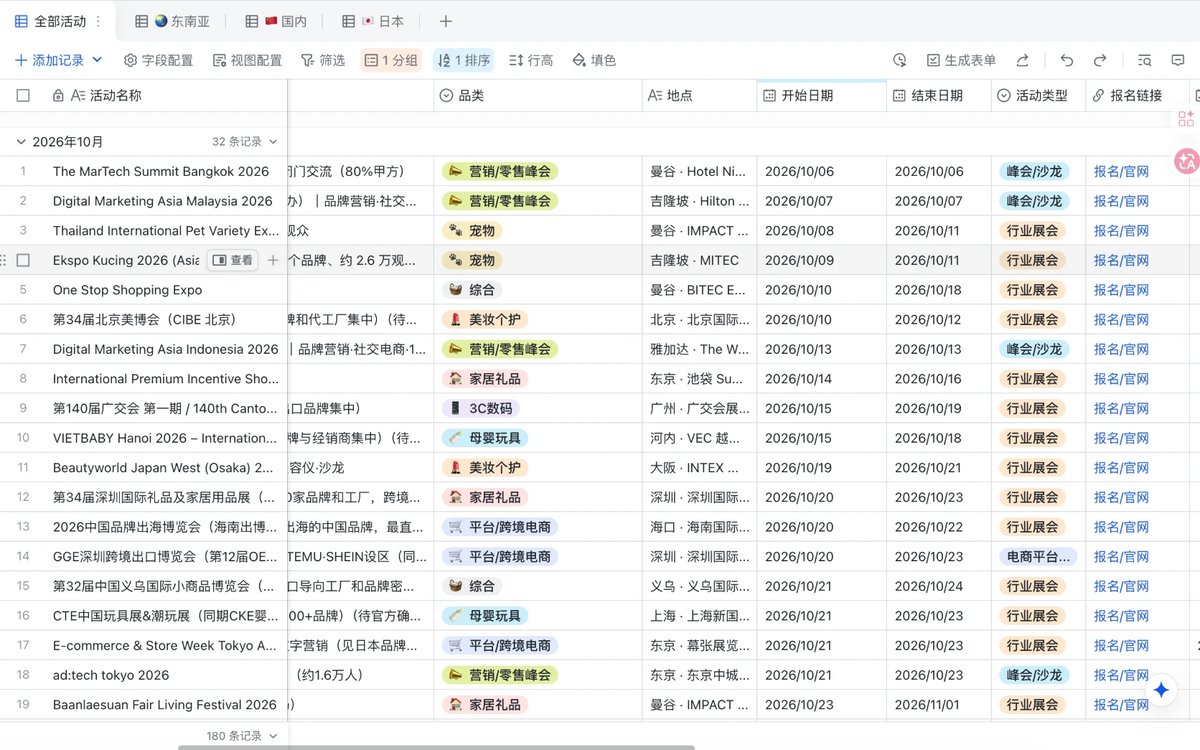 全部活动 东南亚 国内 日本
添加记录 字段配置 视图配置 筛选 1 分组 1 排序 行高 填色 生成表单
活动名称 品类 地点 开始日期 结束日期 活动类型 报名链接
2026年10月 32 条记录
1 The MarTech Summit Bangkok 2026 门交流（80%甲方） 营销/零售峰会 曼谷 · Hotel Ni... 2026/10/06 2026/10/06 峰会/沙龙 报名/官网
2 Digital Marketing Asia Malaysia 2026 办）｜品牌营销·社交... 营销/零售峰会 吉隆坡 · Hilton ... 2026/10/07 2026/10/07 峰会/沙龙 报名/官网
3 Thailand International Pet Variety Ex... 观众 宠物 曼谷 · IMPACT ... 2026/10/08 2026/10/11 行业展会 报名/官网
Ekspo Kucing 2026 (Asia 查看 个品牌、约 2.6 万观... 宠物 吉隆坡 · MITEC 2026/10/09 2026/10/11 行业展会 报名/官网
5 One Stop Shopping Expo 综合 曼谷 · BITEC E... 2026/10/10 2026/10/18 行业展会 报名/官网
6 第34届北京美博会（CIBE 北京） 牌和代工厂集中）（待... 美妆个护 北京 · 北京国际... 2026/10/10 2026/10/12 行业展会 报名/官网
7 Digital Marketing Asia Indonesia 2026 ｜品牌营销·社交电商·1... 营销/零售峰会 雅加达 · The W... 2026/10/13 2026/10/13 峰会/沙龙 报名/官网
8 International Premium Incentive Sho... 家居礼品 东京 · 池袋 Su... 2026/10/14 2026/10/16 行业展会 报名/官网
9 第140届广交会 第一期 / 140th Canto... 口品牌集中） 3C数码 广州 · 广交会展... 2026/10/15 2026/10/19 行业展会 报名/官网
10 VIETBABY Hanoi 2026 – Internation... 牌与经销商集中）（待... 母婴玩具 河内 · VEC 越... 2026/10/15 2026/10/18 行业展会 报名/官网
11 Beautyworld Japan West (Osaka) 2... 容仪·沙龙 美妆个护 大阪 · INTEX ... 2026/10/19 2026/10/21 行业展会 报名/官网
12 第34届深圳国际礼品及家居用品展（... 0家品牌和工厂，跨境... 家居礼品 深圳 · 深圳国际... 2026/10/20 2026/10/23 行业展会 报名/官网
13 2026中国品牌出海博览会（海南出博... 出海的中国品牌，最直... 平台/跨境电商 海口 · 海南国际... 2026/10/20 2026/10/22 行业展会 报名/官网
14 GGE深圳跨境出口博览会（第12届OE... TEMU·SHEIN设区（同... 平台/跨境电商 深圳 · 深圳国际... 2026/10/20 2026/10/23 电商平台... 报名/官网
15 第32届中国义乌国际小商品博览会（... 口导向工厂和品牌密... 综合 义乌 · 义乌国际... 2026/10/21 2026/10/24 行业展会 报名/官网
16 CTE中国玩具展&潮玩展（同期CKE婴... 00+品牌）（待官方确... 母婴玩具 上海 · 上海新国... 2026/10/21 2026/10/23 行业展会 报名/官网
17 E-commerce & Store Week Tokyo A... 字营销（见日本品牌... 平台/跨境电商 东京 · 幕张展览... 2026/10/21 2026/10/23 行业展会 报名/官网
18 ad:tech tokyo 2026 （约1.6万人） 营销/零售峰会 东京 · 东京中城... 2026/10/21 2026/10/23 峰会/沙龙 报名/官网
19 Baanlaesuan Fair Living Festival 2026 ） 家居礼品 曼谷 · IMPACT ... 2026/10/23 2026/11/01 行业展会 报名/官网
180 条记录